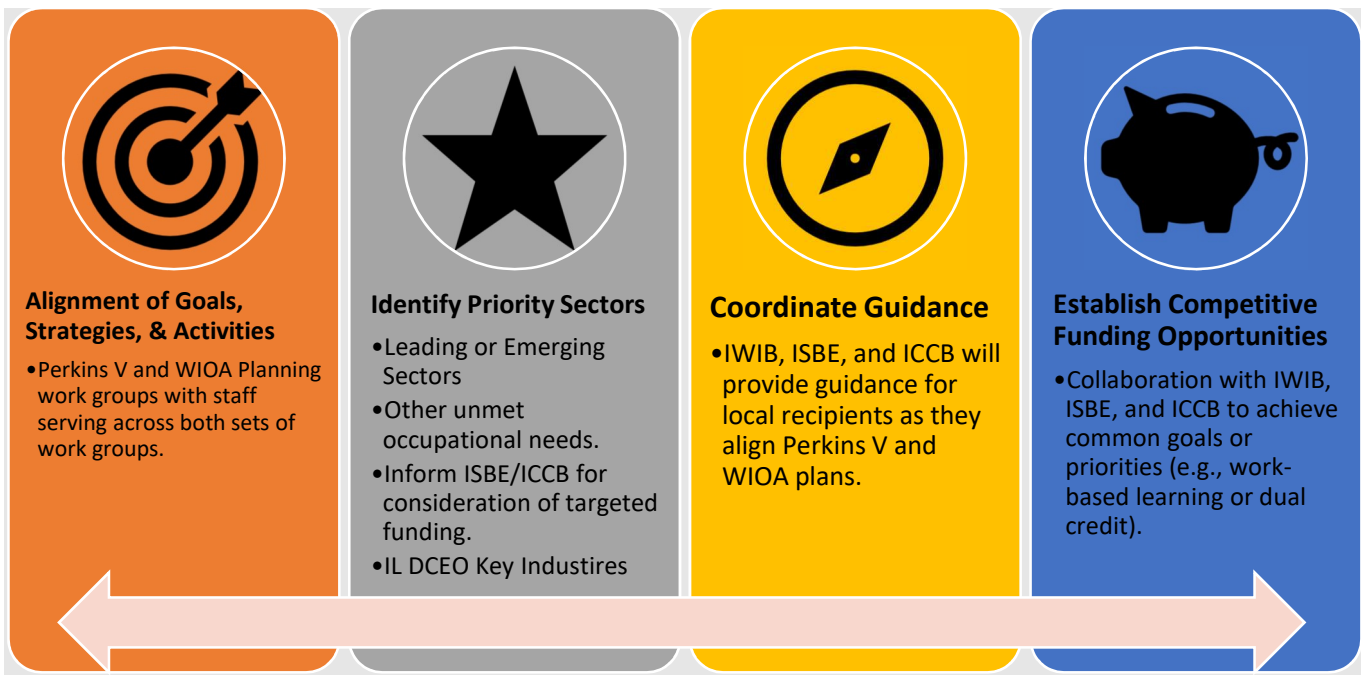 Alignment of Goals,
Strategies, & Activities
•Perkins V and WIOA Planning
work groups with staff
serving across both sets of
work groups.
Identify Priority Sectors
•Leading or Emerging
Sectors
•Other unmet
occupational needs.
•Inform ISBE/ICCB for
consideration of targeted
funding.
•IL DCEO Key Industires
Coordinate Guidance
•IWIB, ISBE, and ICCB will
provide guidance for
local recipients as they
align Perkins V and
WIOA plans.
Establish Competitive
Funding Opportunities
•Collaboration with IWIB,
ISBE, and ICCB to achieve
common goals or
priorities (e.g., work-
based learning or dual
credit).